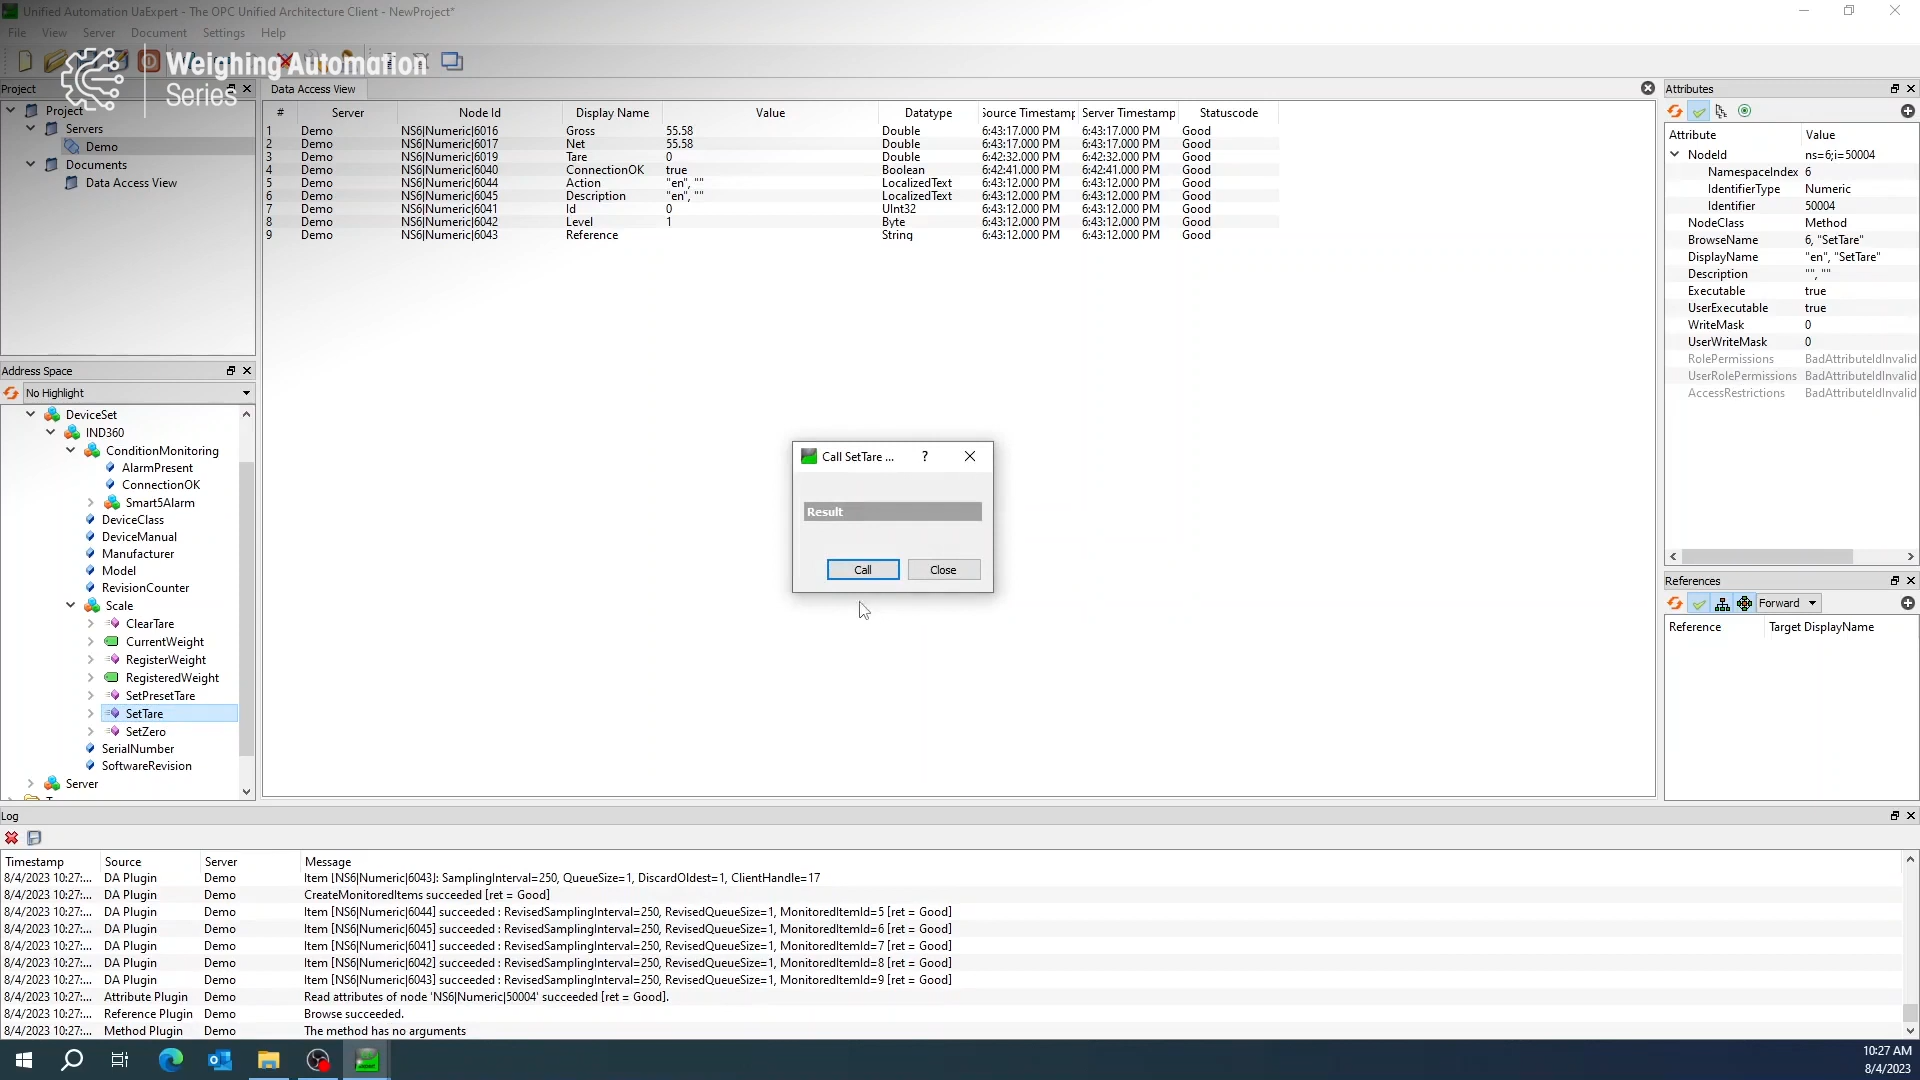 Unified Automation UaExpert - The OPC Unified Architecture Client - NewProject*
File View Server Document Settings Help
Weighing Automation
Series
Project
Project
Servers
Demo
Documents
Data Access View
Data Access View
# Server Node Id Display Name Value Datatype Source Timestamp Server Timestamp Statuscode
1 Demo NS6|Numeric|6016 Gross 55.58 Double 6:43:17.000 PM 6:43:17.000 PM Good
2 Demo NS6|Numeric|6017 Net 55.58 Double 6:43:17.000 PM 6:43:17.000 PM Good
3 Demo NS6|Numeric|6019 Tare 0 Double 6:42:32.000 PM 6:42:32.000 PM Good
4 Demo NS6|Numeric|6040 ConnectionOK true Boolean 6:42:41.000 PM 6:42:41.000 PM Good
5 Demo NS6|Numeric|6044 Action "en", "" LocalizedText 6:43:12.000 PM 6:43:12.000 PM Good
6 Demo NS6|Numeric|6045 Description "en", "" LocalizedText 6:43:12.000 PM 6:43:12.000 PM Good
7 Demo NS6|Numeric|6041 Id 0 UInt32 6:43:12.000 PM 6:43:12.000 PM Good
8 Demo NS6|Numeric|6042 Level 1 Byte 6:43:12.000 PM 6:43:12.000 PM Good
9 Demo NS6|Numeric|6043 Reference String 6:43:12.000 PM 6:43:12.000 PM Good
Attributes
Attribute Value
NodeId ns=6;i=50004
NamespaceIndex 6
IdentifierType Numeric
Identifier 50004
NodeClass Method
BrowseName 6, "SetTare"
DisplayName "en", "SetTare"
Description "", ""
Executable true
UserExecutable true
WriteMask 0
UserWriteMask 0
RolePermissions BadAttributeIdInvalid
UserRolePermissions BadAttributeIdInvalid
AccessRestrictions BadAttributeIdInvalid
Address Space
No Highlight
DeviceSet
IND360
ConditionMonitoring
AlarmPresent
ConnectionOK
Smart5Alarm
DeviceClass
DeviceManual
Manufacturer
Model
RevisionCounter
Scale
ClearTare
CurrentWeight
RegisterWeight
RegisteredWeight
SetPresetTare
SetTare
SetZero
SerialNumber
SoftwareRevision
Server
Call SetTare ... ?
Result
Call Close
References
Forward
Reference Target DisplayName
Log
Timestamp Source Server Message
8/4/2023 10:27:... DA Plugin Demo Item [NS6|Numeric|6043]: SamplingInterval=250, QueueSize=1, DiscardOldest=1, ClientHandle=17
8/4/2023 10:27:... DA Plugin Demo CreateMonitoredItems succeeded [ret = Good]
8/4/2023 10:27:... DA Plugin Demo Item [NS6|Numeric|6044] succeeded : RevisedSamplingInterval=250, RevisedQueueSize=1, MonitoredItemId=5 [ret = Good]
8/4/2023 10:27:... DA Plugin Demo Item [NS6|Numeric|6045] succeeded : RevisedSamplingInterval=250, RevisedQueueSize=1, MonitoredItemId=6 [ret = Good]
8/4/2023 10:27:... DA Plugin Demo Item [NS6|Numeric|6041] succeeded : RevisedSamplingInterval=250, RevisedQueueSize=1, MonitoredItemId=7 [ret = Good]
8/4/2023 10:27:... DA Plugin Demo Item [NS6|Numeric|6042] succeeded : RevisedSamplingInterval=250, RevisedQueueSize=1, MonitoredItemId=8 [ret = Good]
8/4/2023 10:27:... DA Plugin Demo Item [NS6|Numeric|6043] succeeded : RevisedSamplingInterval=250, RevisedQueueSize=1, MonitoredItemId=9 [ret = Good]
8/4/2023 10:27:... Attribute Plugin Demo Read attributes of node 'NS6|Numeric|50004' succeeded [ret = Good].
8/4/2023 10:27:... Reference Plugin Demo Browse succeeded.
8/4/2023 10:27:... Method Plugin Demo The method has no arguments
10:27 AM
8/4/2023